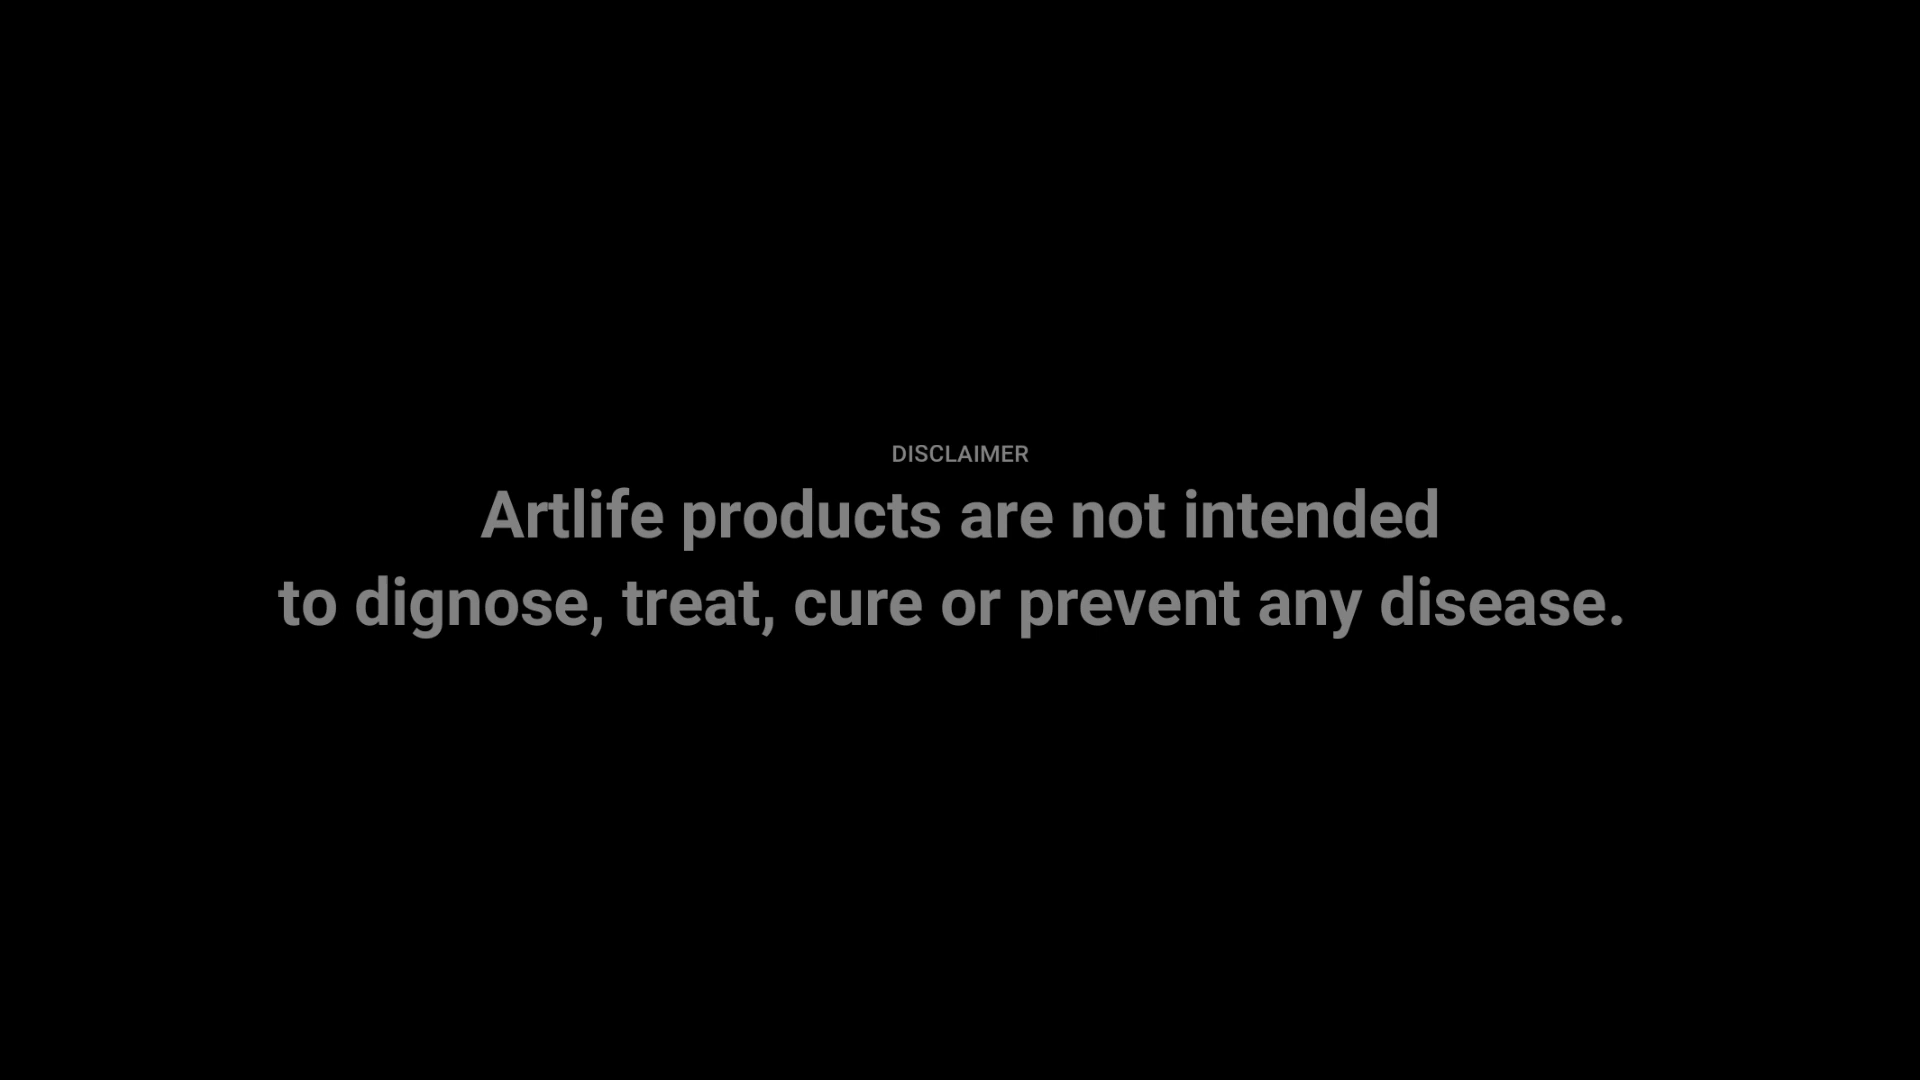 DISCLAIMER
Artlife products are not intended
to dignose, treat, cure or prevent any disease.